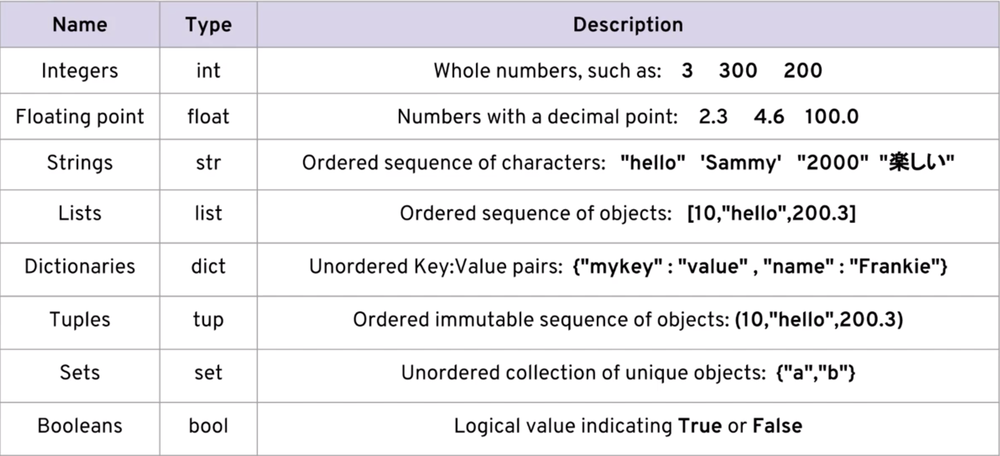 Name Type Description
Integers int Whole numbers, such as: 3 300 200
Floating point float Numbers with a decimal point: 2.3 4.6 100.0
Strings str Ordered sequence of characters: "hello" 'Sammy' "2000" "楽しい"
Lists list Ordered sequence of objects: [10,"hello",200.3]
Dictionaries dict Unordered Key:Value pairs: {"mykey" : "value" , "name" : "Frankie"}
Tuples tup Ordered immutable sequence of objects: (10,"hello",200.3)
Sets set Unordered collection of unique objects: {"a","b"}
Booleans bool Logical value indicating True or False